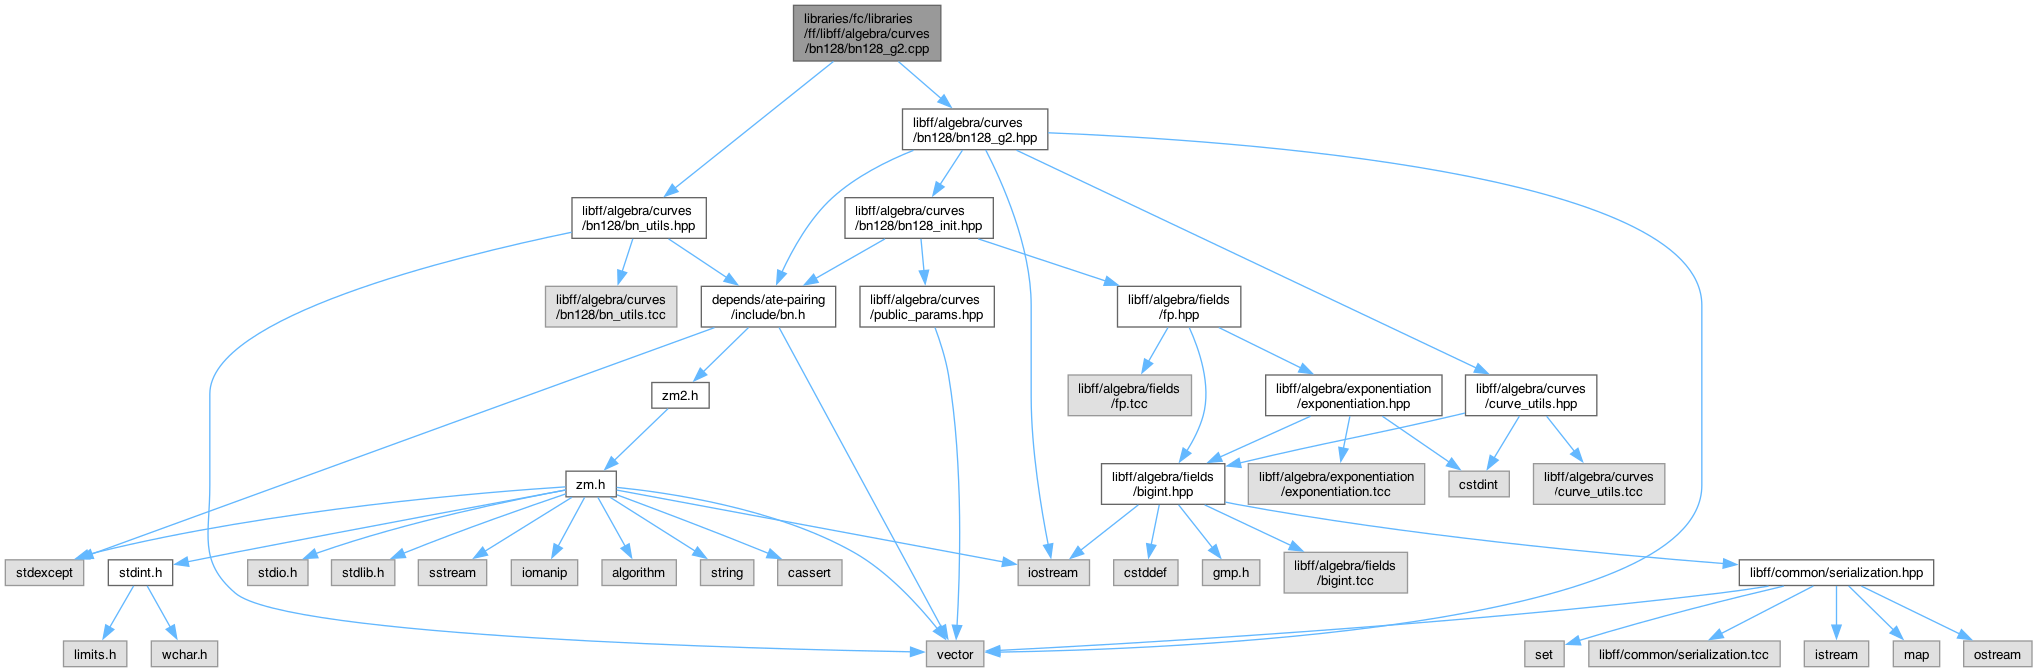 libraries/fc/libraries
/ff/libff/algebra/curves
/bn128/bn128_g2.cpp
libff/algebra/curves
/bn128/bn128_g2.hpp
libff/algebra/curves
/bn128/bn_utils.hpp
libff/algebra/curves
/bn128/bn128_init.hpp
libff/algebra/curves
/bn128/bn_utils.tcc
depends/ate-pairing
/include/bn.h
libff/algebra/curves
/public_params.hpp
libff/algebra/fields
/fp.hpp
zm2.h
libff/algebra/fields
/fp.tcc
libff/algebra/exponentiation
/exponentiation.hpp
libff/algebra/curves
/curve_utils.hpp
zm.h
libff/algebra/fields
/bigint.hpp
libff/algebra/exponentiation
/exponentiation.tcc
cstdint
libff/algebra/curves
/curve_utils.tcc
stdexcept
stdint.h
stdio.h
stdlib.h
sstream
iomanip
algorithm
string
cassert
iostream
cstddef
gmp.h
libff/algebra/fields
/bigint.tcc
libff/common/serialization.hpp
limits.h
wchar.h
vector
set
libff/common/serialization.tcc
istream
map
ostream